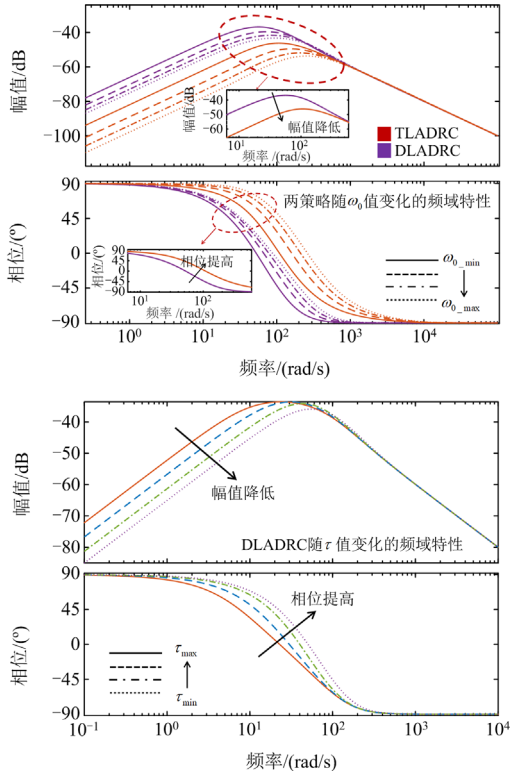 −40
−60
−80
−100
幅值/dB
−40
−50
−60
幅值/dB
幅值降低
10¹
10²
频率/(rad/s)
TLADRC
DLADRC
90
45
0
−45
−90
相位/(º)
两策略随ω₀值变化的频域特性
90
45
0
−45
−90
相位/(º)
相位提高
10¹
10²
频率/(rad/s)
ω₀_min
ω₀_max
10⁰
10¹
10²
10³
10⁴
频率/(rad/s)
−40
−50
−60
−70
−80
幅值/dB
幅值降低
DLADRC随τ 值变化的频域特性
90
45
0
−45
−90
相位/(º)
相位提高
τmax
τmin
10⁻¹
10⁰
10¹
10²
10³
10⁴
频率/(rad/s)